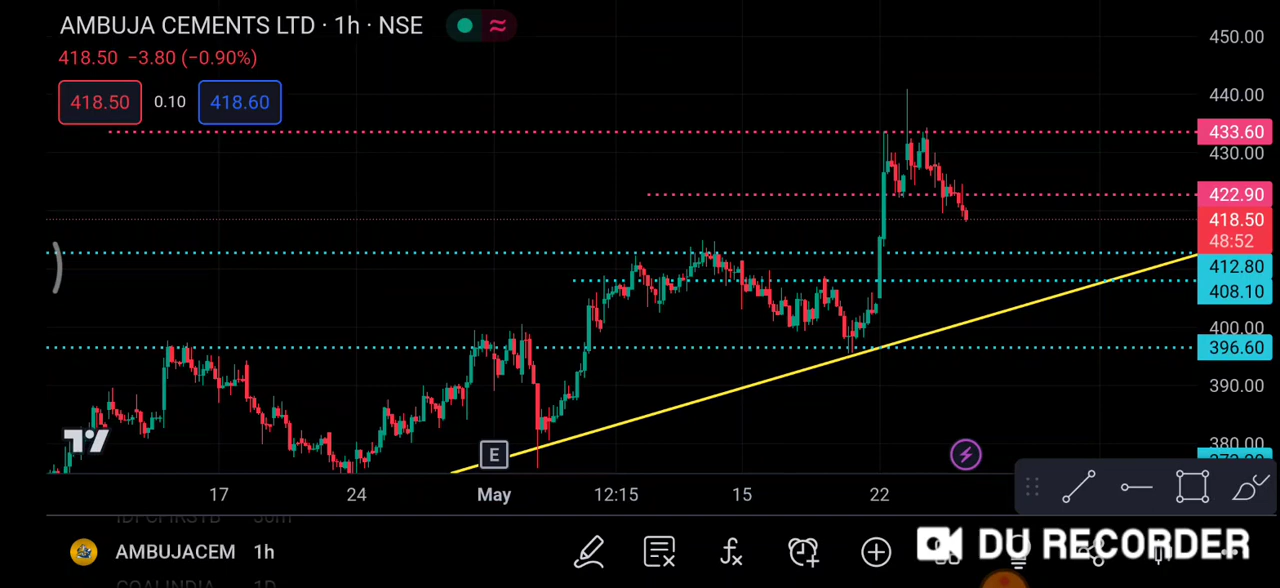 AMBUJA CEMENTS LTD · 1h · NSE
418.50 −3.80 (−0.90%)
418.50 0.10 418.60
450.00
440.00
433.60
430.00
422.90
418.50
48:52
412.80
408.10
400.00
396.60
390.00
380.00
E
17 24 May 12:15 15 22
AMBUJACEM 1h
DU RECORDER
COALINDIA 1D